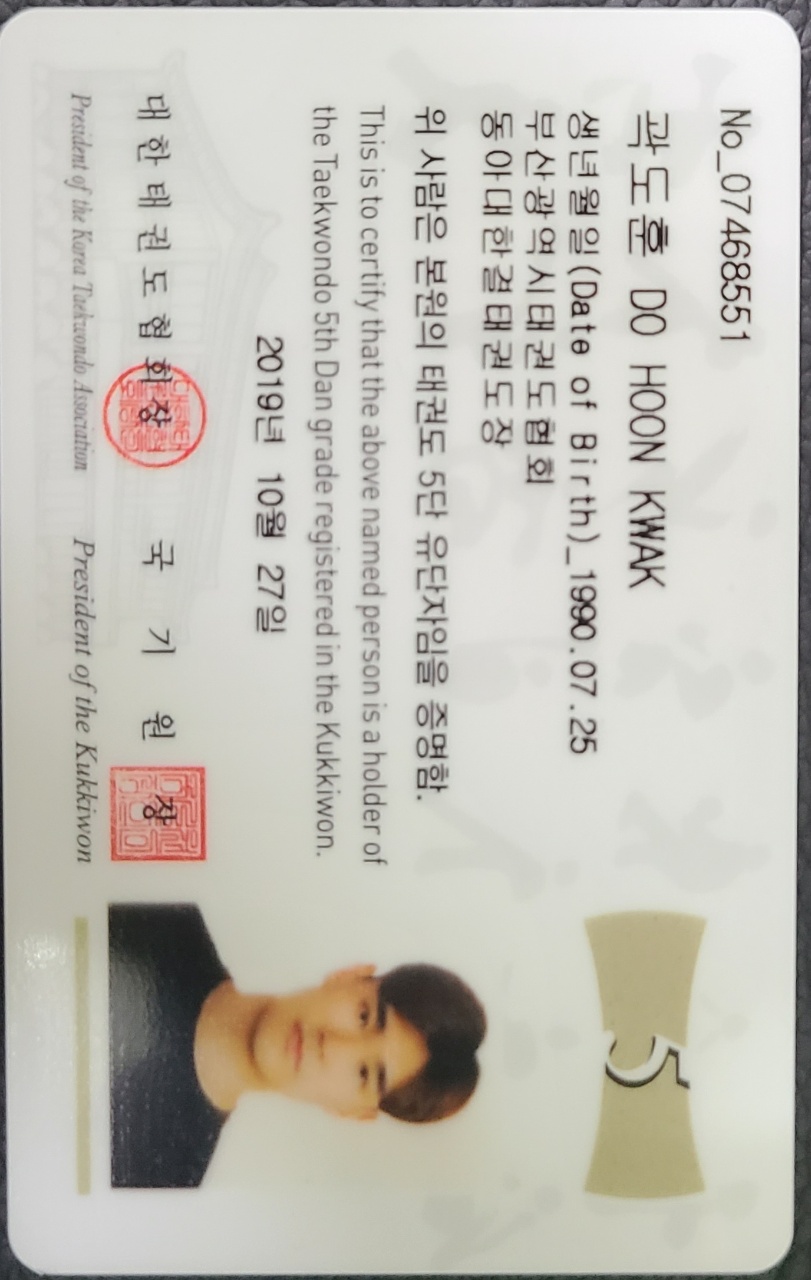 No_07468551
곽도훈 DO HOON KWAK
생년월일(Date of Birth)_1990.07.25
부산광역시태권도협회
동아대한결태권도장
위 사람은 본원의 태권도 5단 유단자임을 증명함.
This is to certify that the above named person is a holder of
the Taekwondo 5th Dan grade registered in the Kukkiwon.
2019년 10월 27일
대한태권도협회장 국기원장
President of the Korea Taekwondo Association President of the Kukkiwon
5